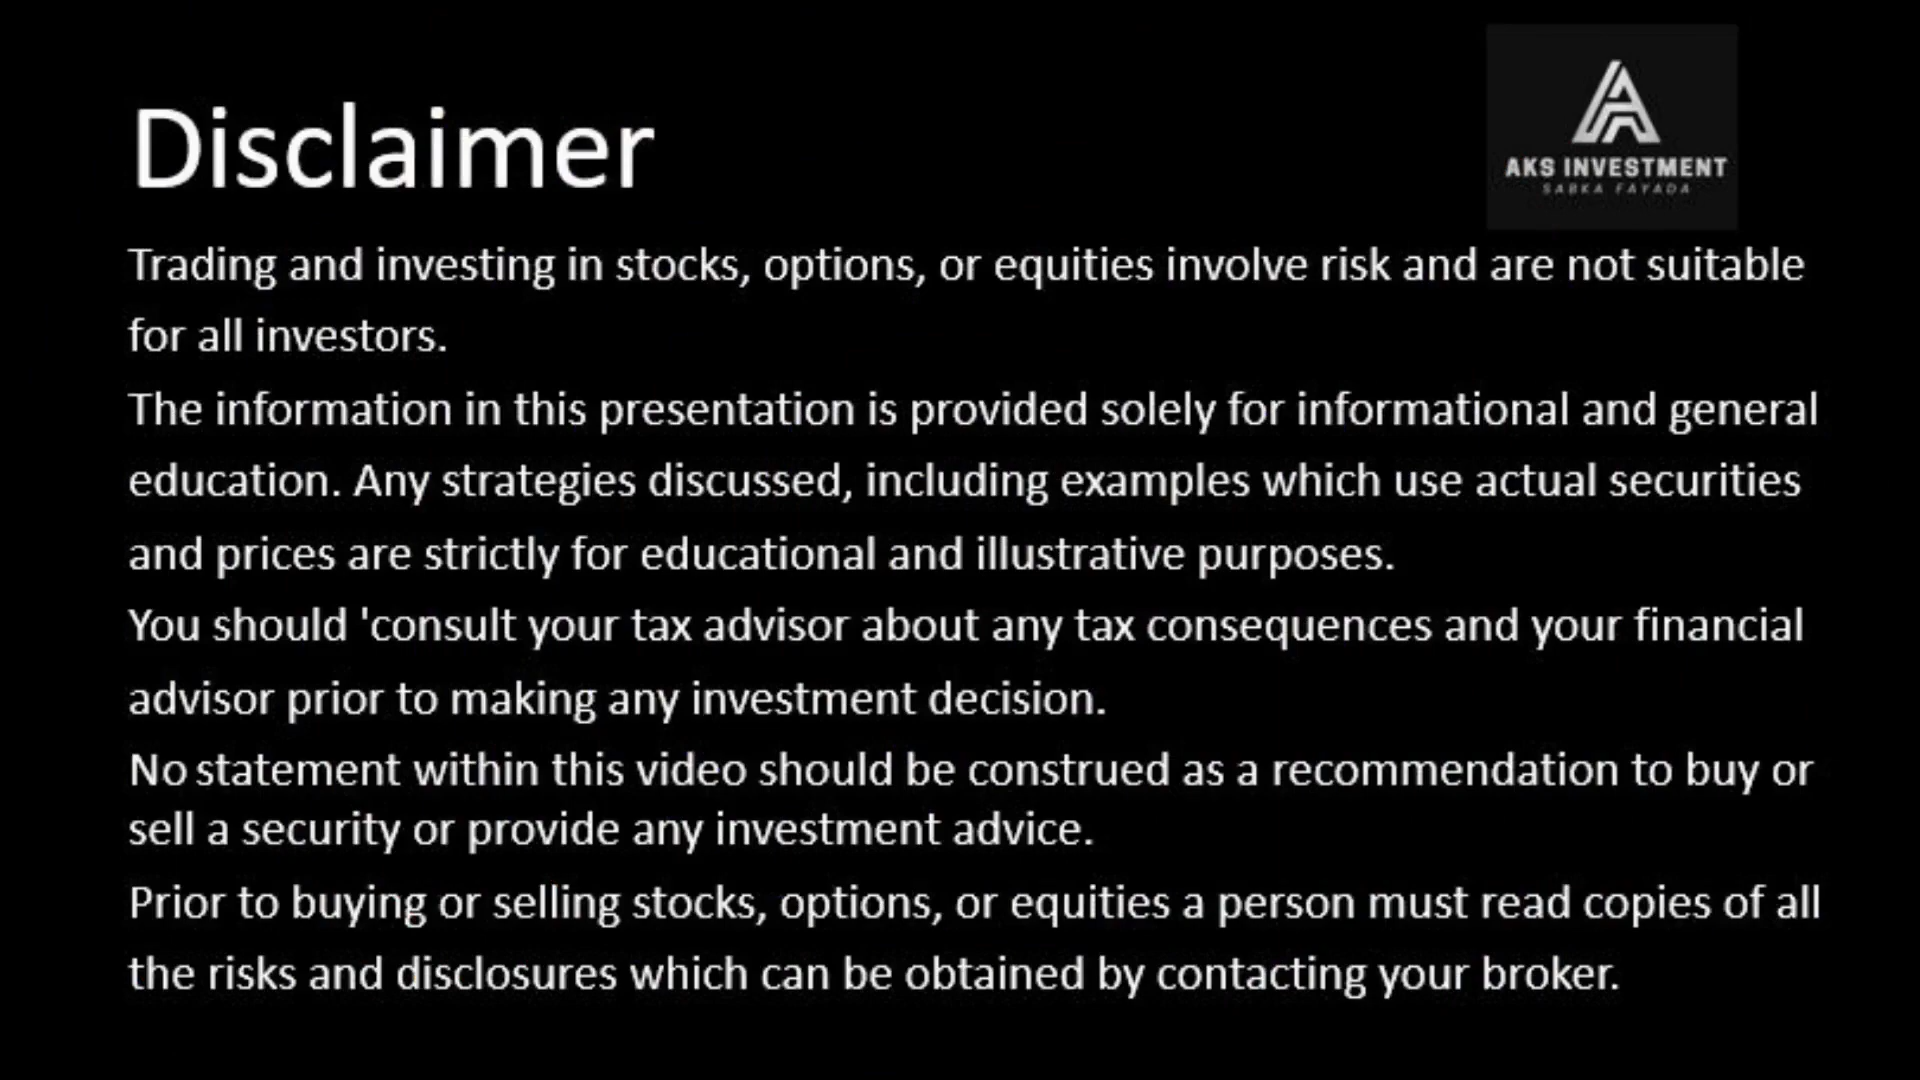 Disclaimer
AKS INVESTMENT
SABKA FAYADA
Trading and investing in stocks, options, or equities involve risk and are not suitable
for all investors.
The information in this presentation is provided solely for informational and general
education. Any strategies discussed, including examples which use actual securities
and prices are strictly for educational and illustrative purposes.
You should 'consult your tax advisor about any tax consequences and your financial
advisor prior to making any investment decision.
No statement within this video should be construed as a recommendation to buy or
sell a security or provide any investment advice.
Prior to buying or selling stocks, options, or equities a person must read copies of all
the risks and disclosures which can be obtained by contacting your broker.